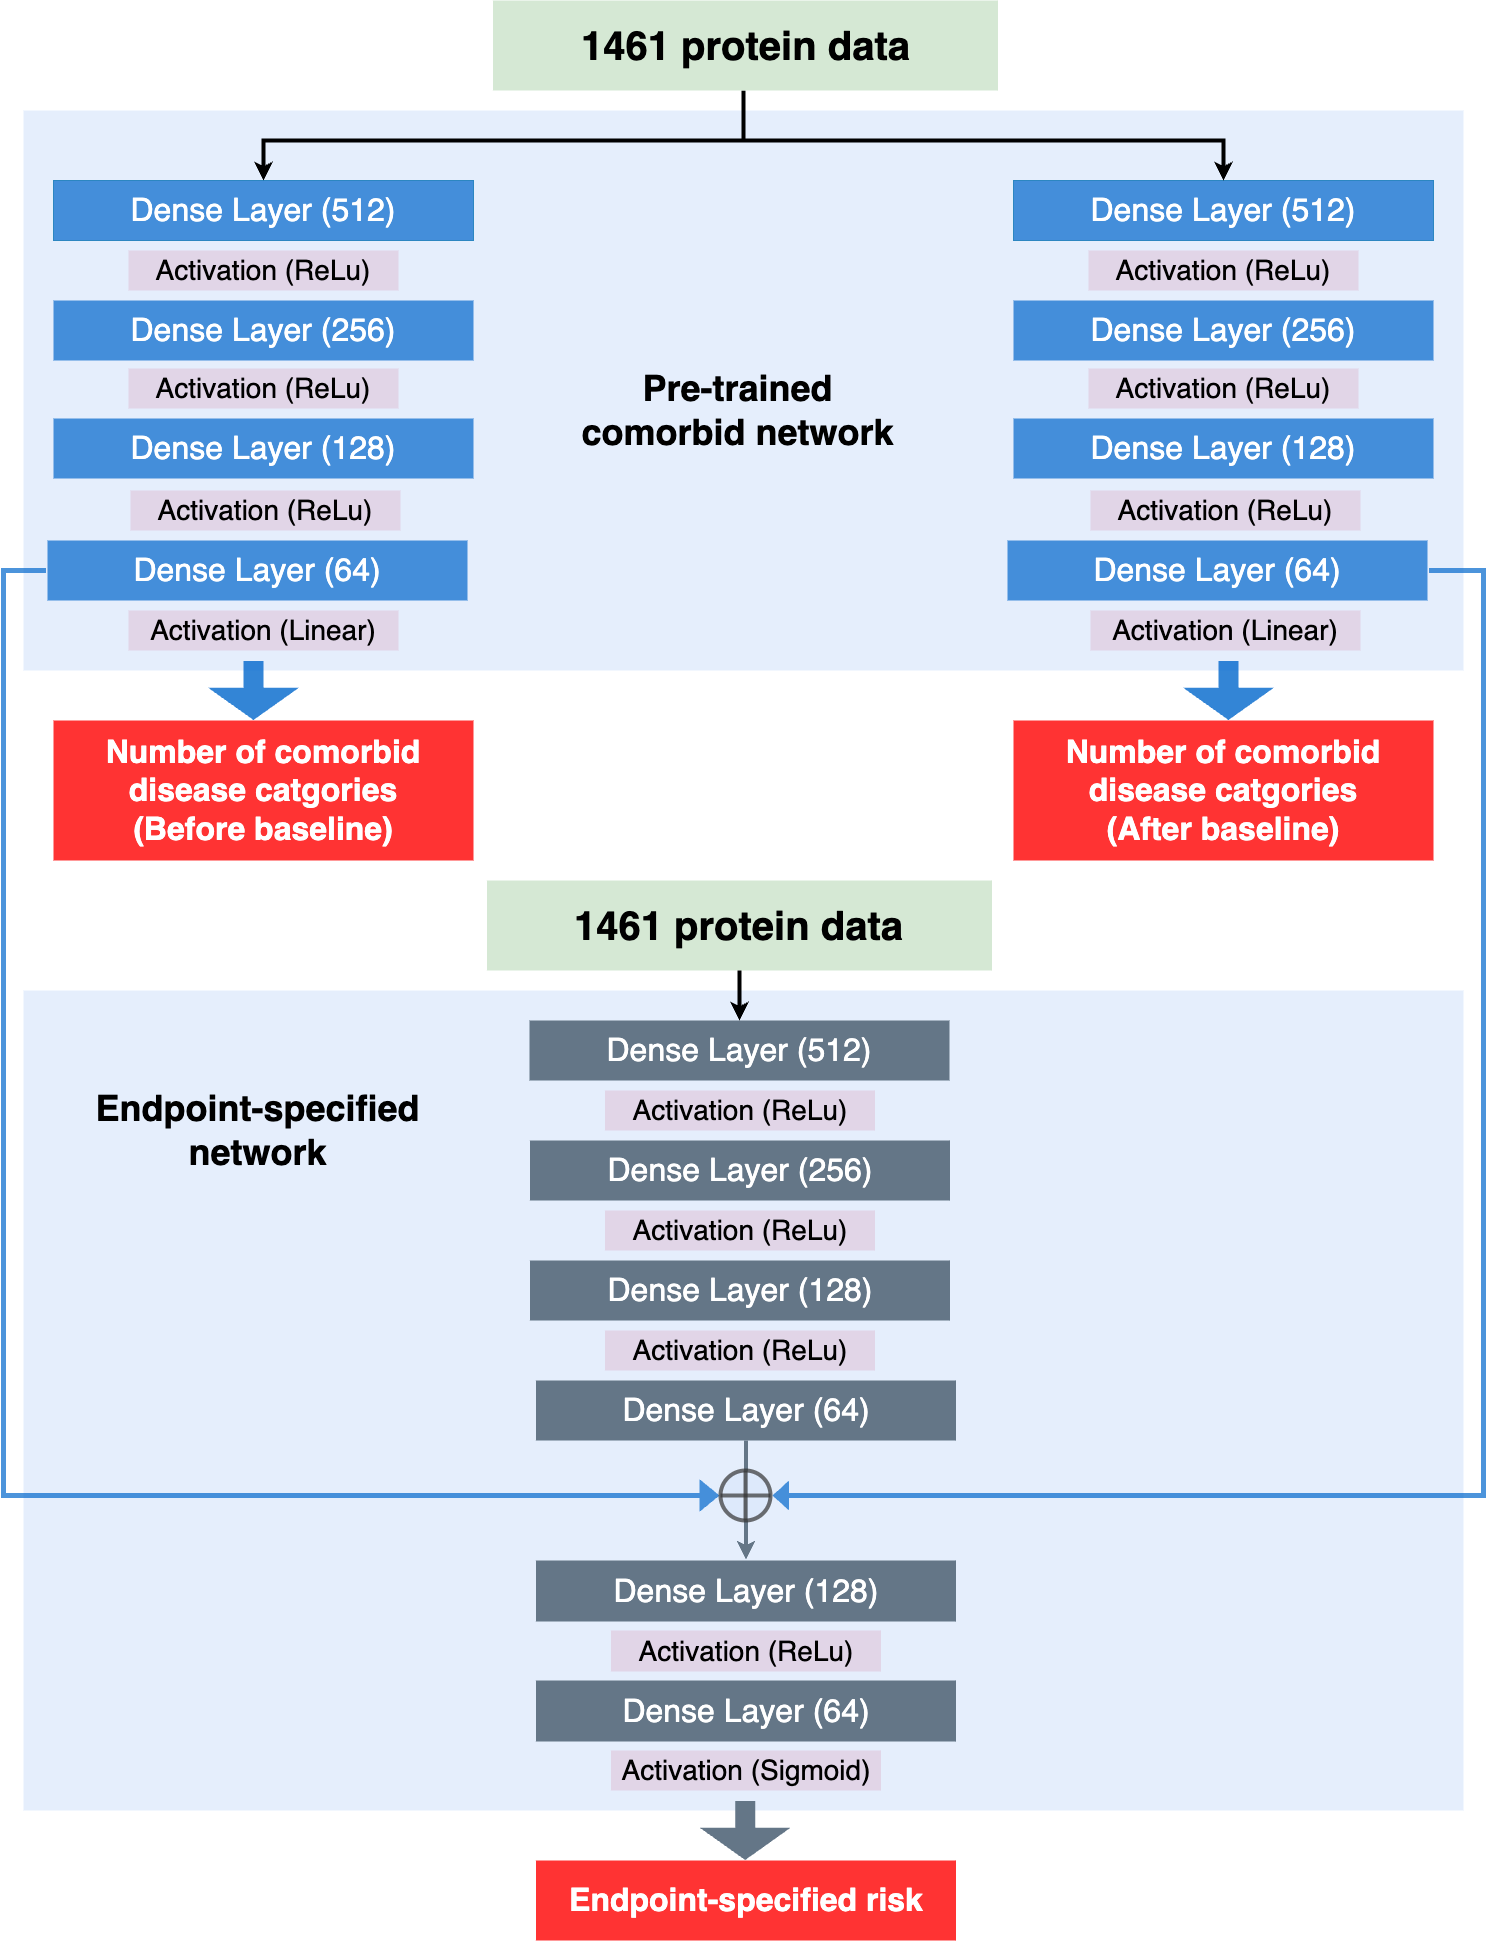 1461 protein data
Dense Layer (512)
Activation (ReLu)
Dense Layer (256)
Activation (ReLu)
Dense Layer (128)
Activation (ReLu)
Dense Layer (64)
Activation (Linear)
Number of comorbid
disease catgories
(Before baseline)
Pre-trained
comorbid network
Dense Layer (512)
Activation (ReLu)
Dense Layer (256)
Activation (ReLu)
Dense Layer (128)
Activation (ReLu)
Dense Layer (64)
Activation (Linear)
Number of comorbid
disease catgories
(After baseline)
1461 protein data
Endpoint-specified
network
Dense Layer (512)
Activation (ReLu)
Dense Layer (256)
Activation (ReLu)
Dense Layer (128)
Activation (ReLu)
Dense Layer (64)
Dense Layer (128)
Activation (ReLu)
Dense Layer (64)
Activation (Sigmoid)
Endpoint-specified risk